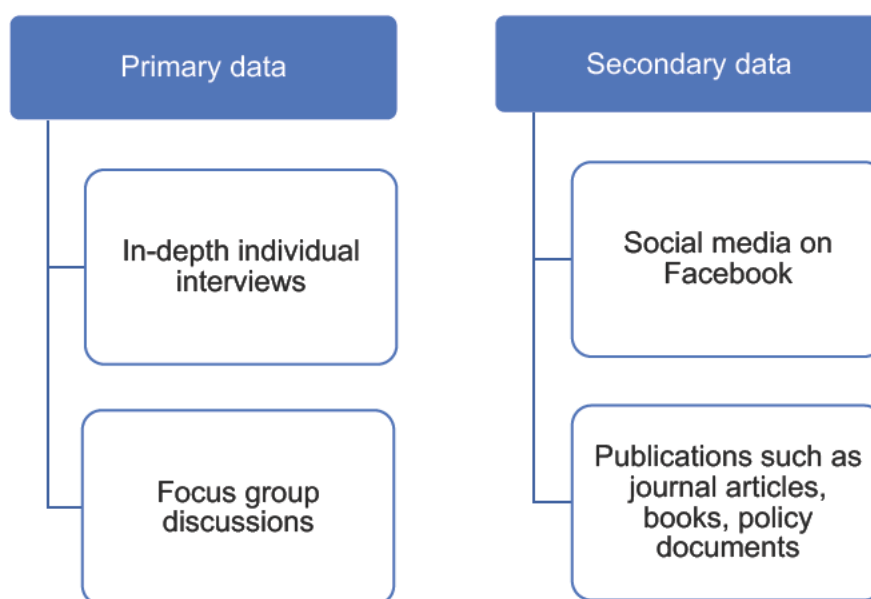 Primary data
In-depth individual
interviews
Focus group
discussions
Secondary data
Social media on
Facebook
Publications such as
journal articles,
books, policy
documents